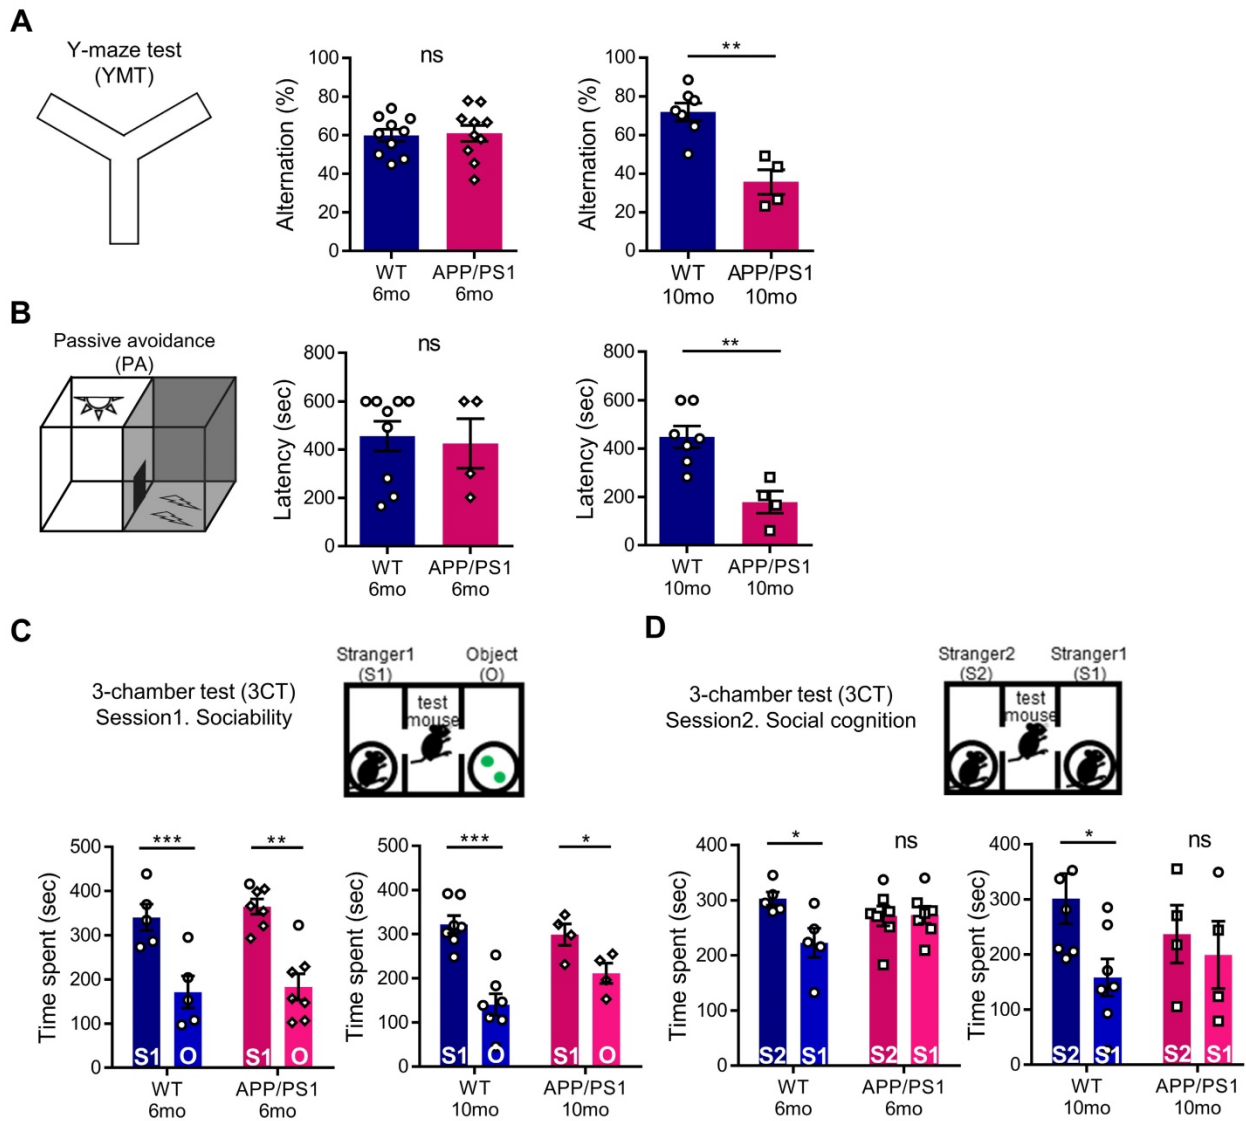 A
Y-maze test
(YMT)
Alternation (%)
100
80
60
40
20
0
ns
WT
6mo
APP/PS1
6mo
Alternation (%)
100
80
60
40
20
0
**
WT
10mo
APP/PS1
10mo
B
Passive avoidance
(PA)
Latency (sec)
800
600
400
200
0
ns
WT
6mo
APP/PS1
6mo
Latency (sec)
800
600
400
200
0
**
WT
10mo
APP/PS1
10mo
C
3-chamber test (3CT)
Session1. Sociability
Stranger1
(S1)
Object
(O)
test
mouse
Time spent (sec)
500
400
300
200
100
0
***
**
S1
O
S1
O
WT
6mo
APP/PS1
6mo
Time spent (sec)
500
400
300
200
100
0
***
*
S1
O
S1
O
WT
10mo
APP/PS1
10mo
D
3-chamber test (3CT)
Session2. Social cognition
Stranger2
(S2)
Stranger1
(S1)
test
mouse
Time spent (sec)
400
300
200
100
0
*
ns
S2
S1
S2
S1
WT
6mo
APP/PS1
6mo
Time spent (sec)
400
300
200
100
0
*
ns
S2
S1
S2
S1
WT
10mo
APP/PS1
10mo